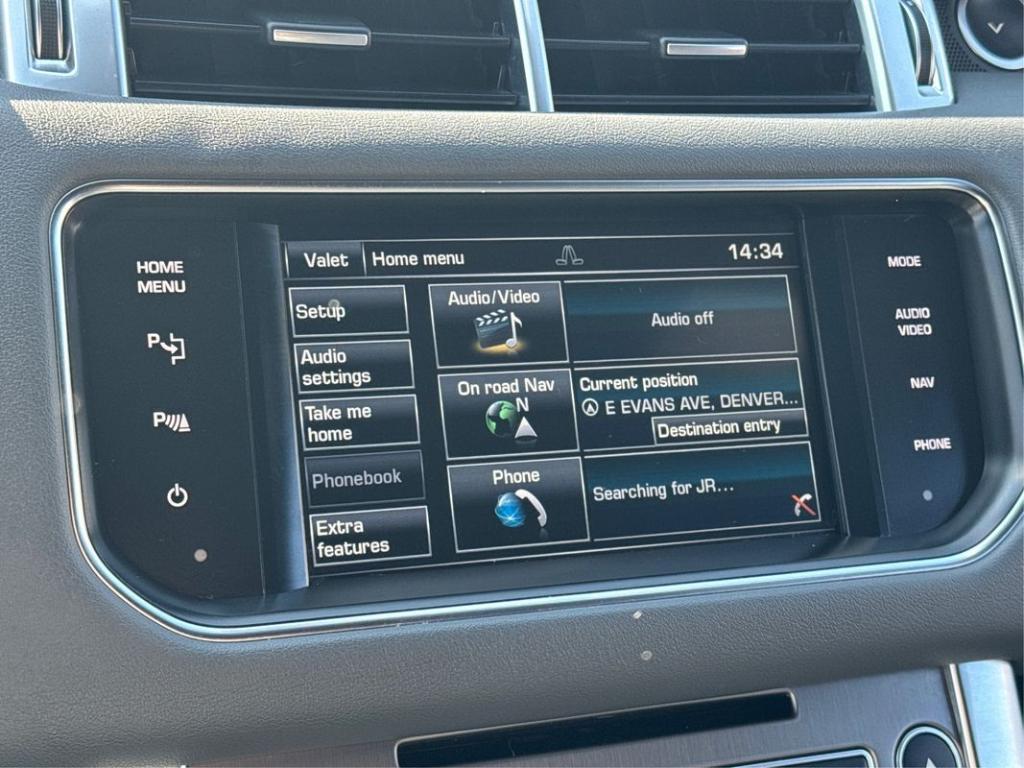 HOME
MENU
P
P
Valet
Home menu
14:34
Setup
Audio
settings
Take me
home
Phonebook
Extra
features
Audio/Video
Audio off
On road Nav
N
Current position
E EVANS AVE, DENVER...
Destination entry
Phone
Searching for JR...
MODE
AUDIO
VIDEO
NAV
PHONE